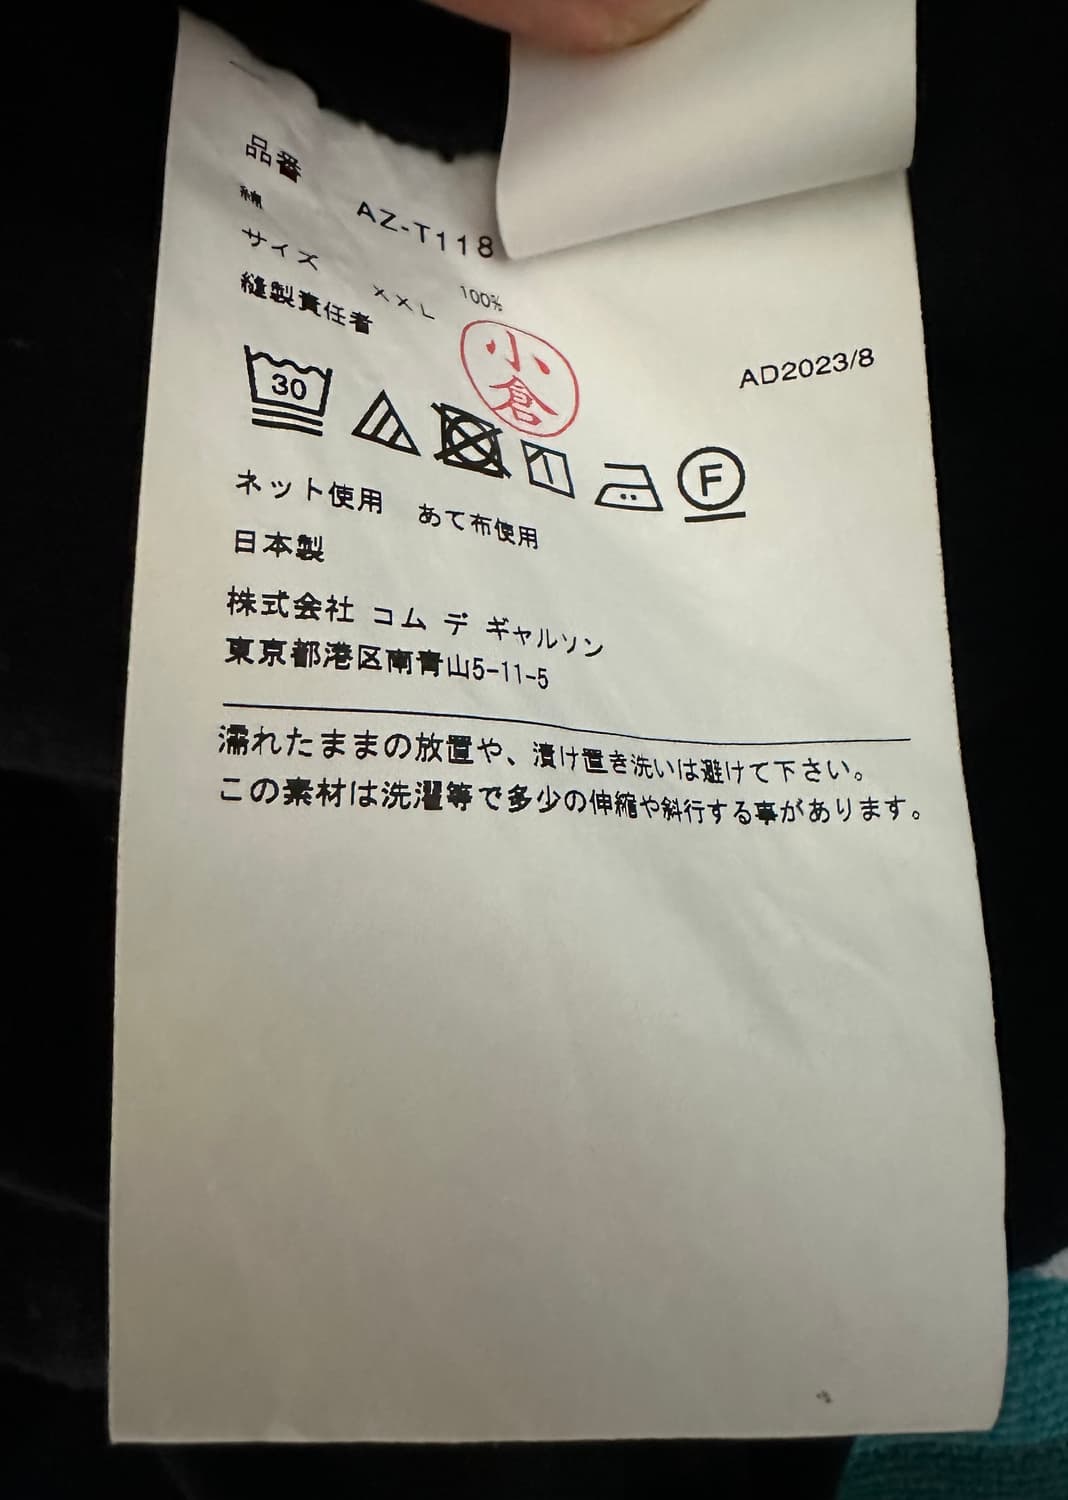 品番 AZ-T118
綿 100%
サイズ XXL
縫製責任者 小倉
AD2023/8
30
F
ネット使用 あて布使用
日本製
株式会社 コム デ ギャルソン
東京都港区南青山5-11-5
濡れたままの放置や、漬け置き洗いは避けて下さい。
この素材は洗濯等で多少の伸縮や斜行する事があります。